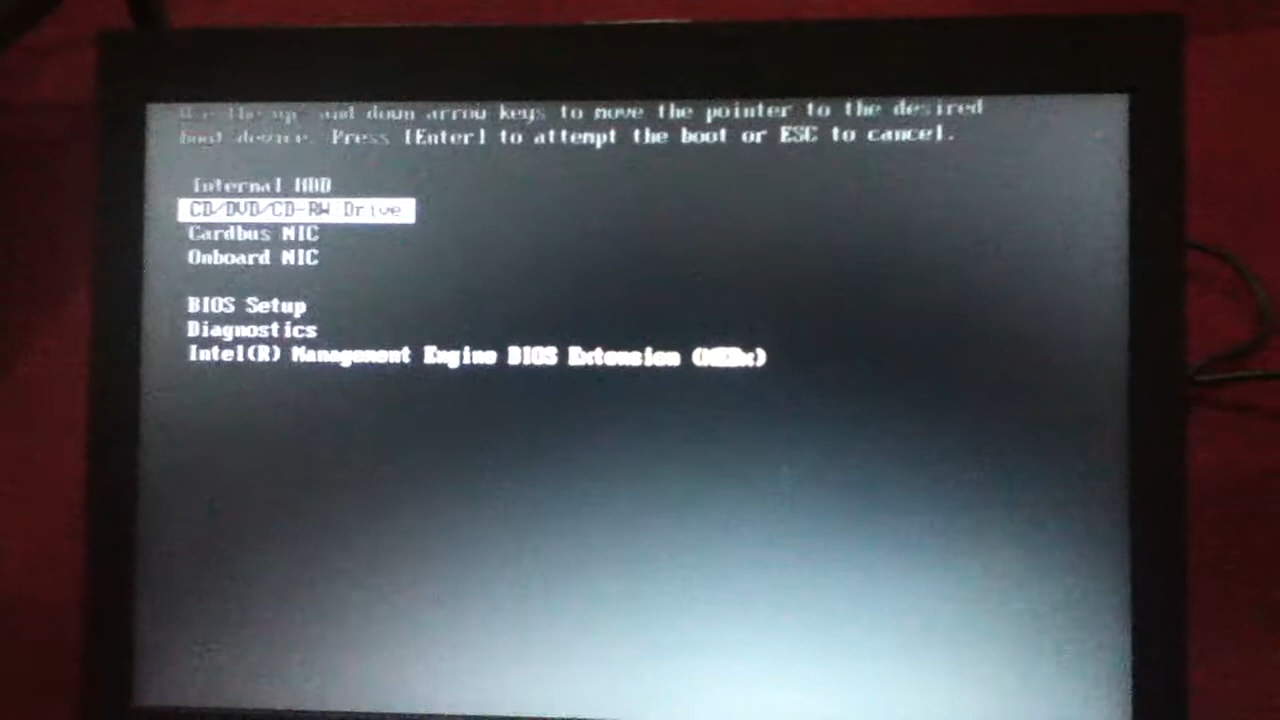 Use the up and down arrow keys to move the pointer to the desired
boot device. Press [Enter] to attempt the boot or ESC to cancel.
Internal HDD
CD/DVD/CD-RW Drive
Cardbus NIC
Onboard NIC
BIOS Setup
Diagnostics
Intel(R) Management Engine BIOS Extension (MEBx)